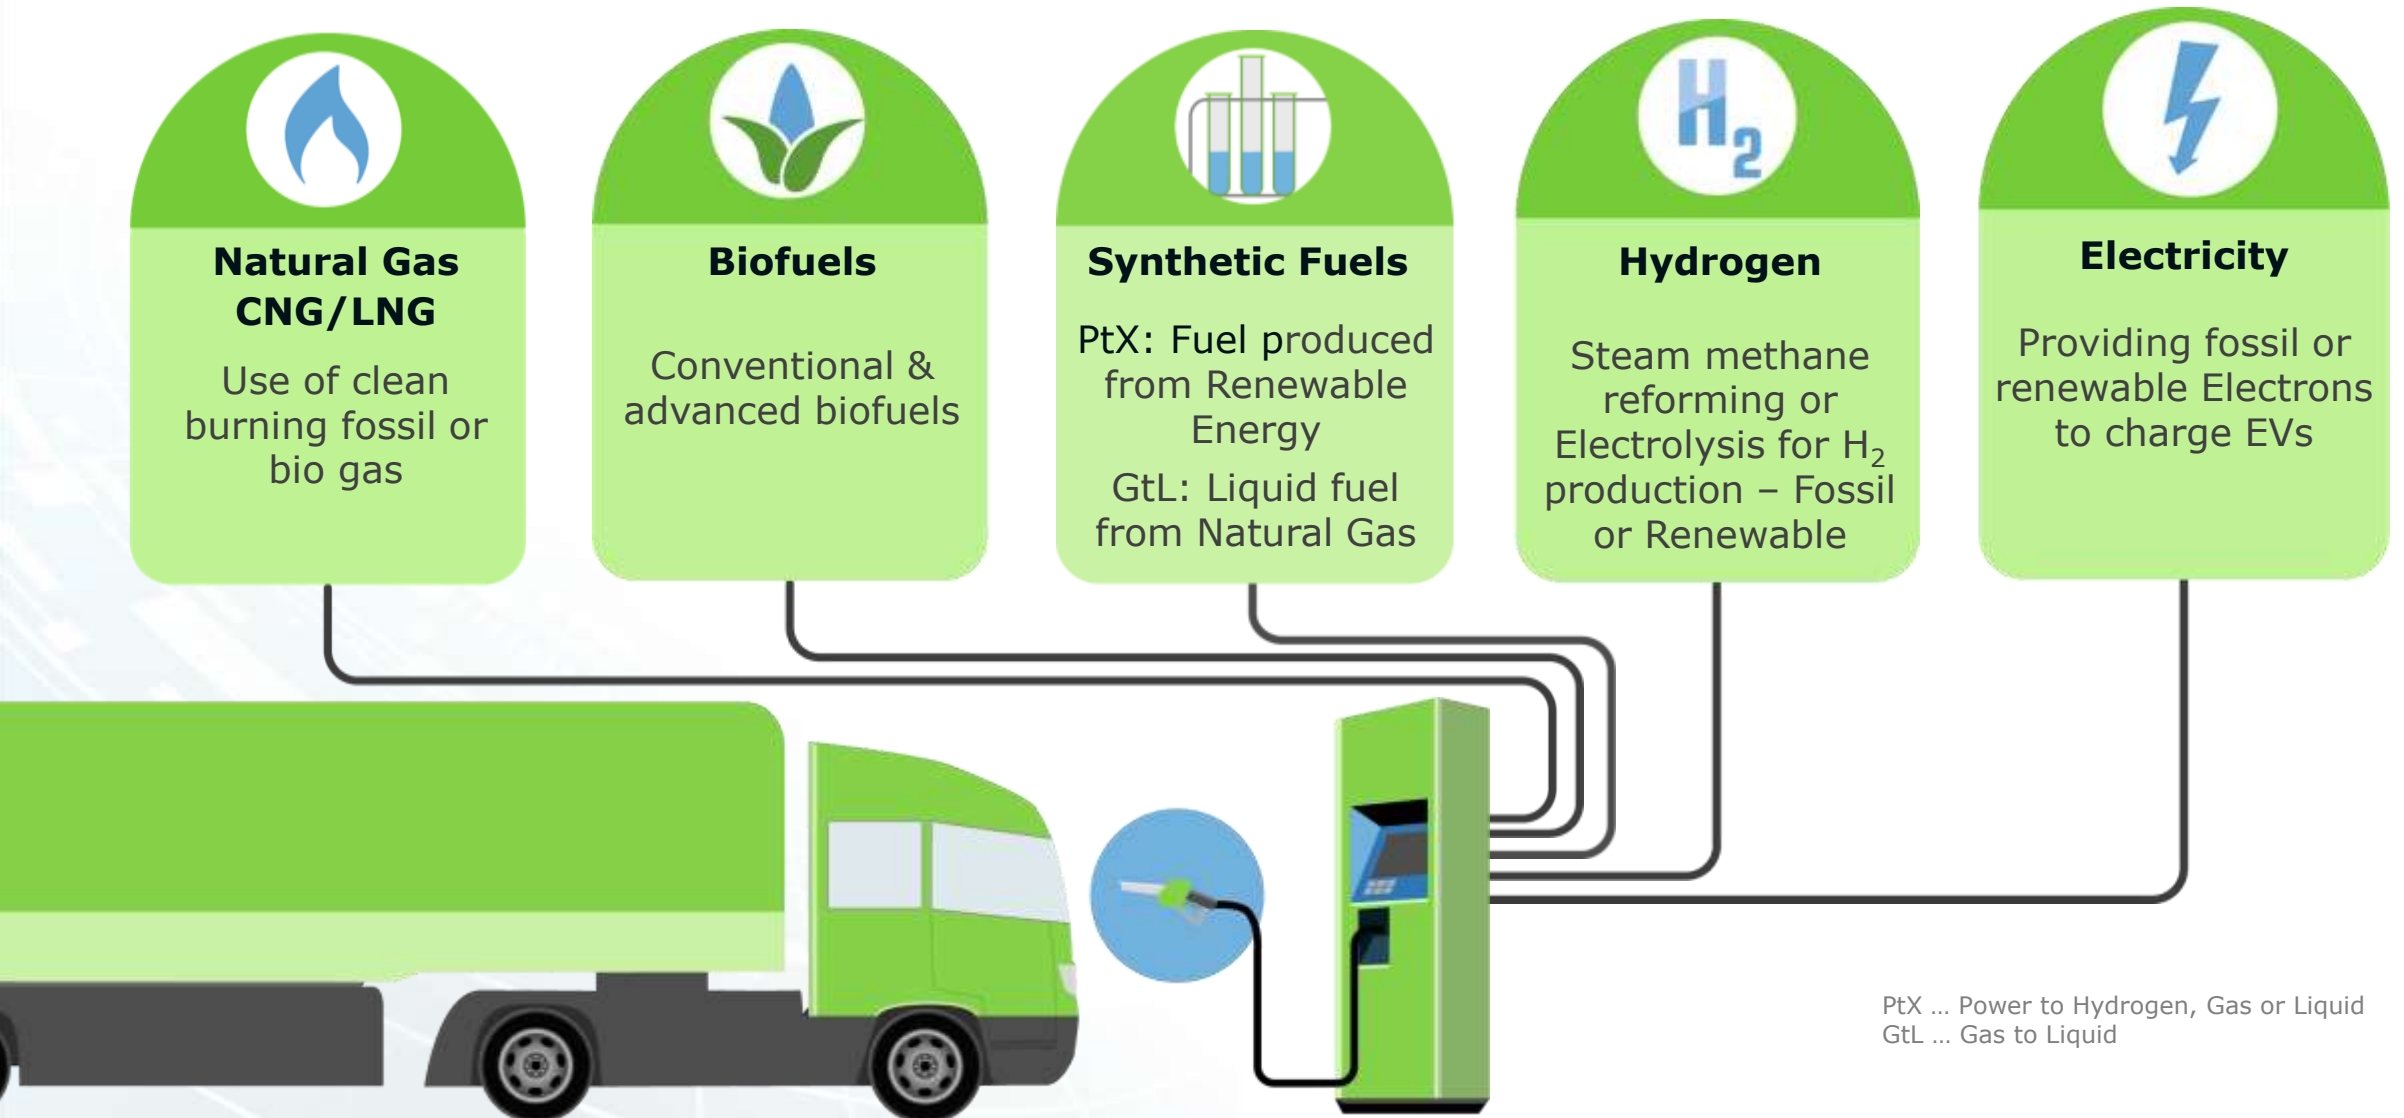 Natural Gas
CNG/LNG
Use of clean
burning fossil or
bio gas
Biofuels
Conventional &
advanced biofuels
Synthetic Fuels
PtX: Fuel produced
from Renewable
Energy
GtL: Liquid fuel
from Natural Gas
H2
Hydrogen
Steam methane
reforming or
Electrolysis for H₂
production – Fossil
or Renewable
Electricity
Providing fossil or
renewable Electrons
to charge EVs
PtX ... Power to Hydrogen, Gas or Liquid
GtL ... Gas to Liquid